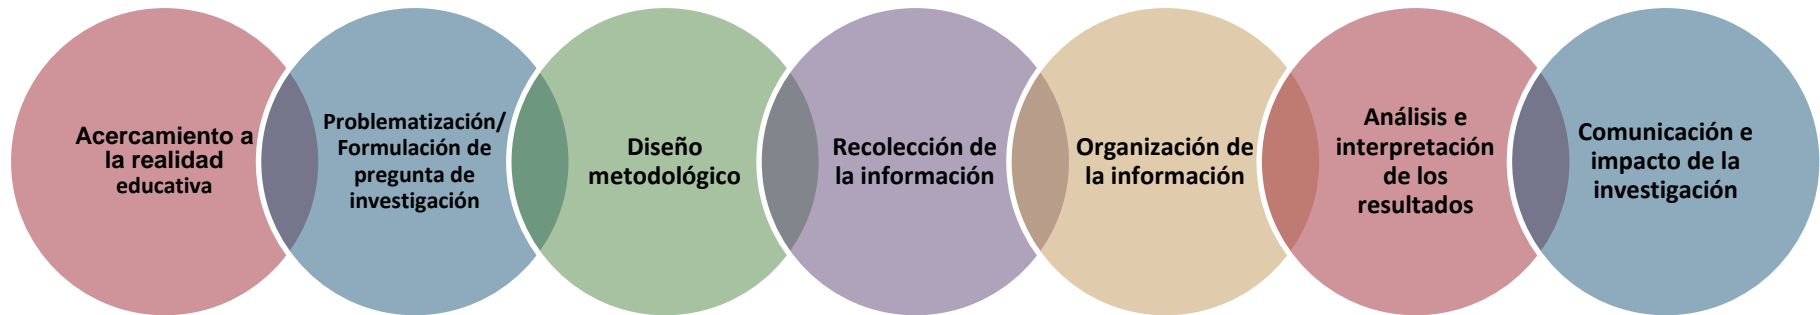 Acercamiento a
la realidad
educativa
Problematización/
Formulación de
pregunta de
investigación
Diseño
metodológico
Recolección de
la información
Organización de
la información
Análisis e
interpretación
de los
resultados
Comunicación e
impacto de la
investigación